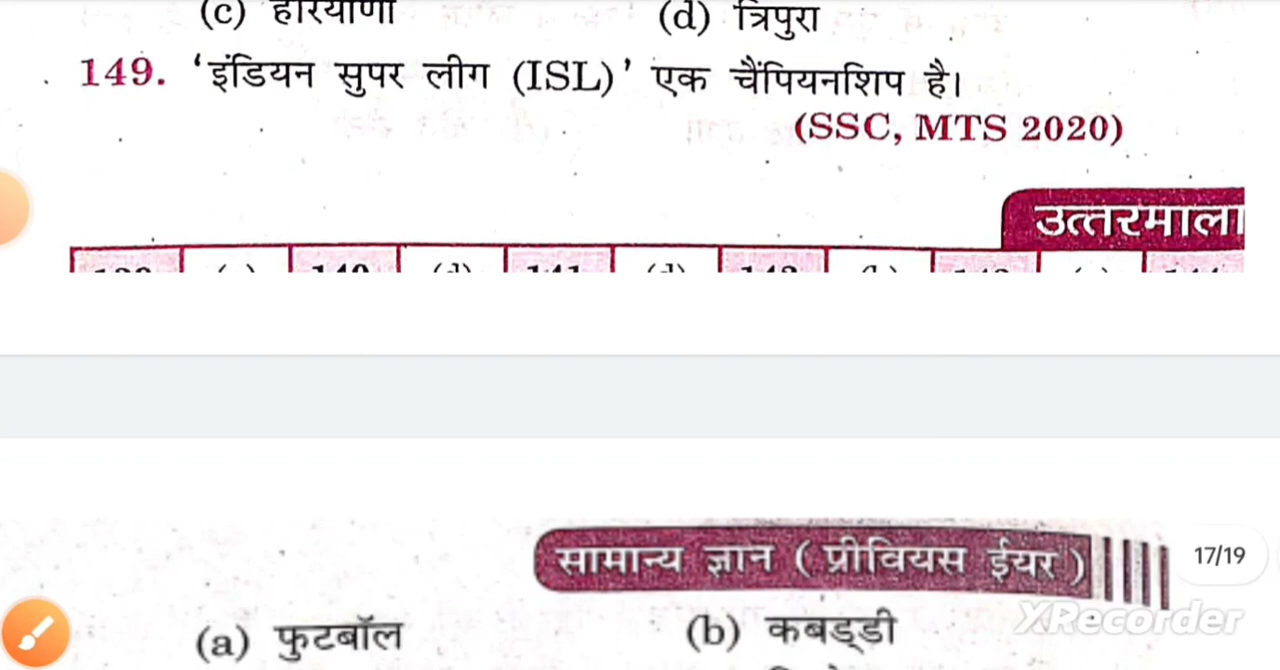 (c) हरियाणा (d) त्रिपुरा
149. ‘इंडियन सुपर लीग (ISL)’ एक चैंपियनशिप है।
(SSC, MTS 2020)
उत्तरमाला
सामान्य ज्ञान ( प्रीवियस ईयर )
17/19
XRecorder
(a) फुटबॉल (b) कबड्डी